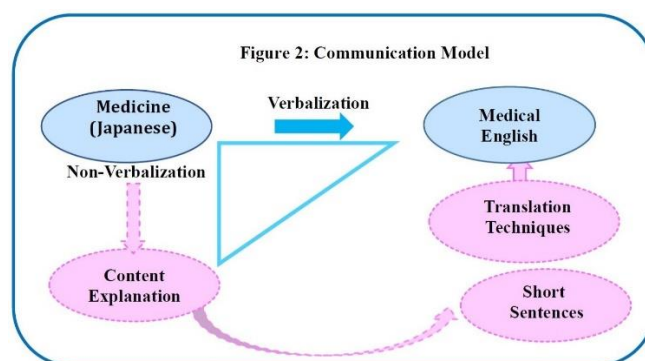 Figure 2: Communication Model
Medicine
(Japanese)
Verbalization
Medical
English
Non-Verbalization
Translation
Techniques
Content
Explanation
Short
Sentences